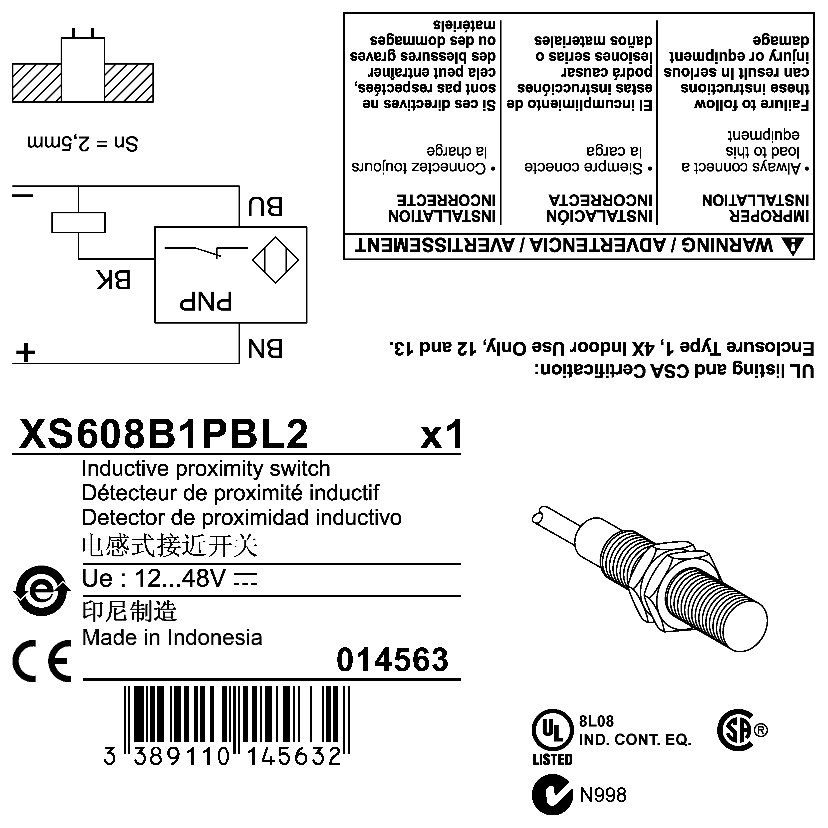 Sn = 2,5mm
–
BU
BK
PNP
+
BN
⚠ WARNING / ADVERTENCIA / AVERTISSEMENT
IMPROPER
INSTALLATION
• Always connect a
load to this
equipment
Failure to follow
these instructions
can result in serious
injury or equipment
damage
INSTALACIÓN
INCORRECTA
• Siempre conecte
la carga
El incumplimiento de
estas instrucciónes
podrá causar
lesiones serias o
daños materiales
INSTALLATION
INCORRECTE
• Connectez toujours
la charge
Si ces directives ne
sont pas respectées,
cela peut entraîner
des blessures graves
ou des dommages
matériels
UL listing and CSA Certification:
Enclosure Type 1, 4X Indoor Use Only, 12 and 13.
XS608B1PBL2 x1
Inductive proximity switch
Détecteur de proximité inductif
Detector de proximidad inductivo
电感式接近开关
Ue : 12...48V ⎓
印尼制造
Made in Indonesia
e
CE
014563
3 389110 145632
UL
LISTED
8L08
IND. CONT. EQ.
SA ®
N998